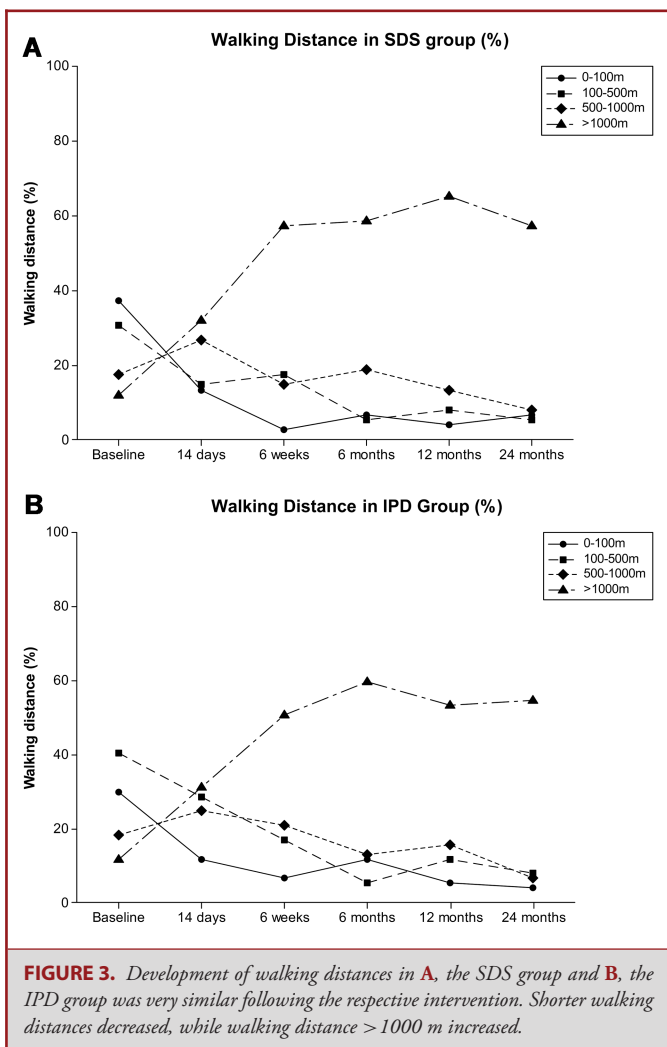 A
Walking Distance in SDS group (%)
100
80
60
40
20
0
Walking distance (%)
0-100m
100-500m
500-1000m
>1000m
Baseline 14 days 6 weeks 6 months 12 months 24 months
B
Walking Distance in IPD Group (%)
100
80
60
40
20
0
Walking distance (%)
0-100m
100-500m
500-1000m
>1000m
Baseline 14 days 6 weeks 6 months 12 months 24 months
FIGURE 3. Development of walking distances in A, the SDS group and B, the
IPD group was very similar following the respective intervention. Shorter walking
distances decreased, while walking distance >1000 m increased.